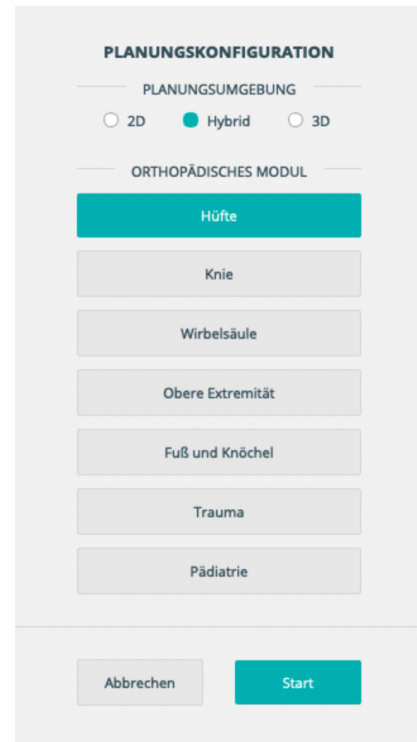 PLANUNGSKONFIGURATION
PLANUNGSUMGEBUNG
2D Hybrid 3D
ORTHOPÄDISCHES MODUL
Hüfte
Knie
Wirbelsäule
Obere Extremität
Fuß und Knöchel
Trauma
Pädiatrie
Abbrechen Start